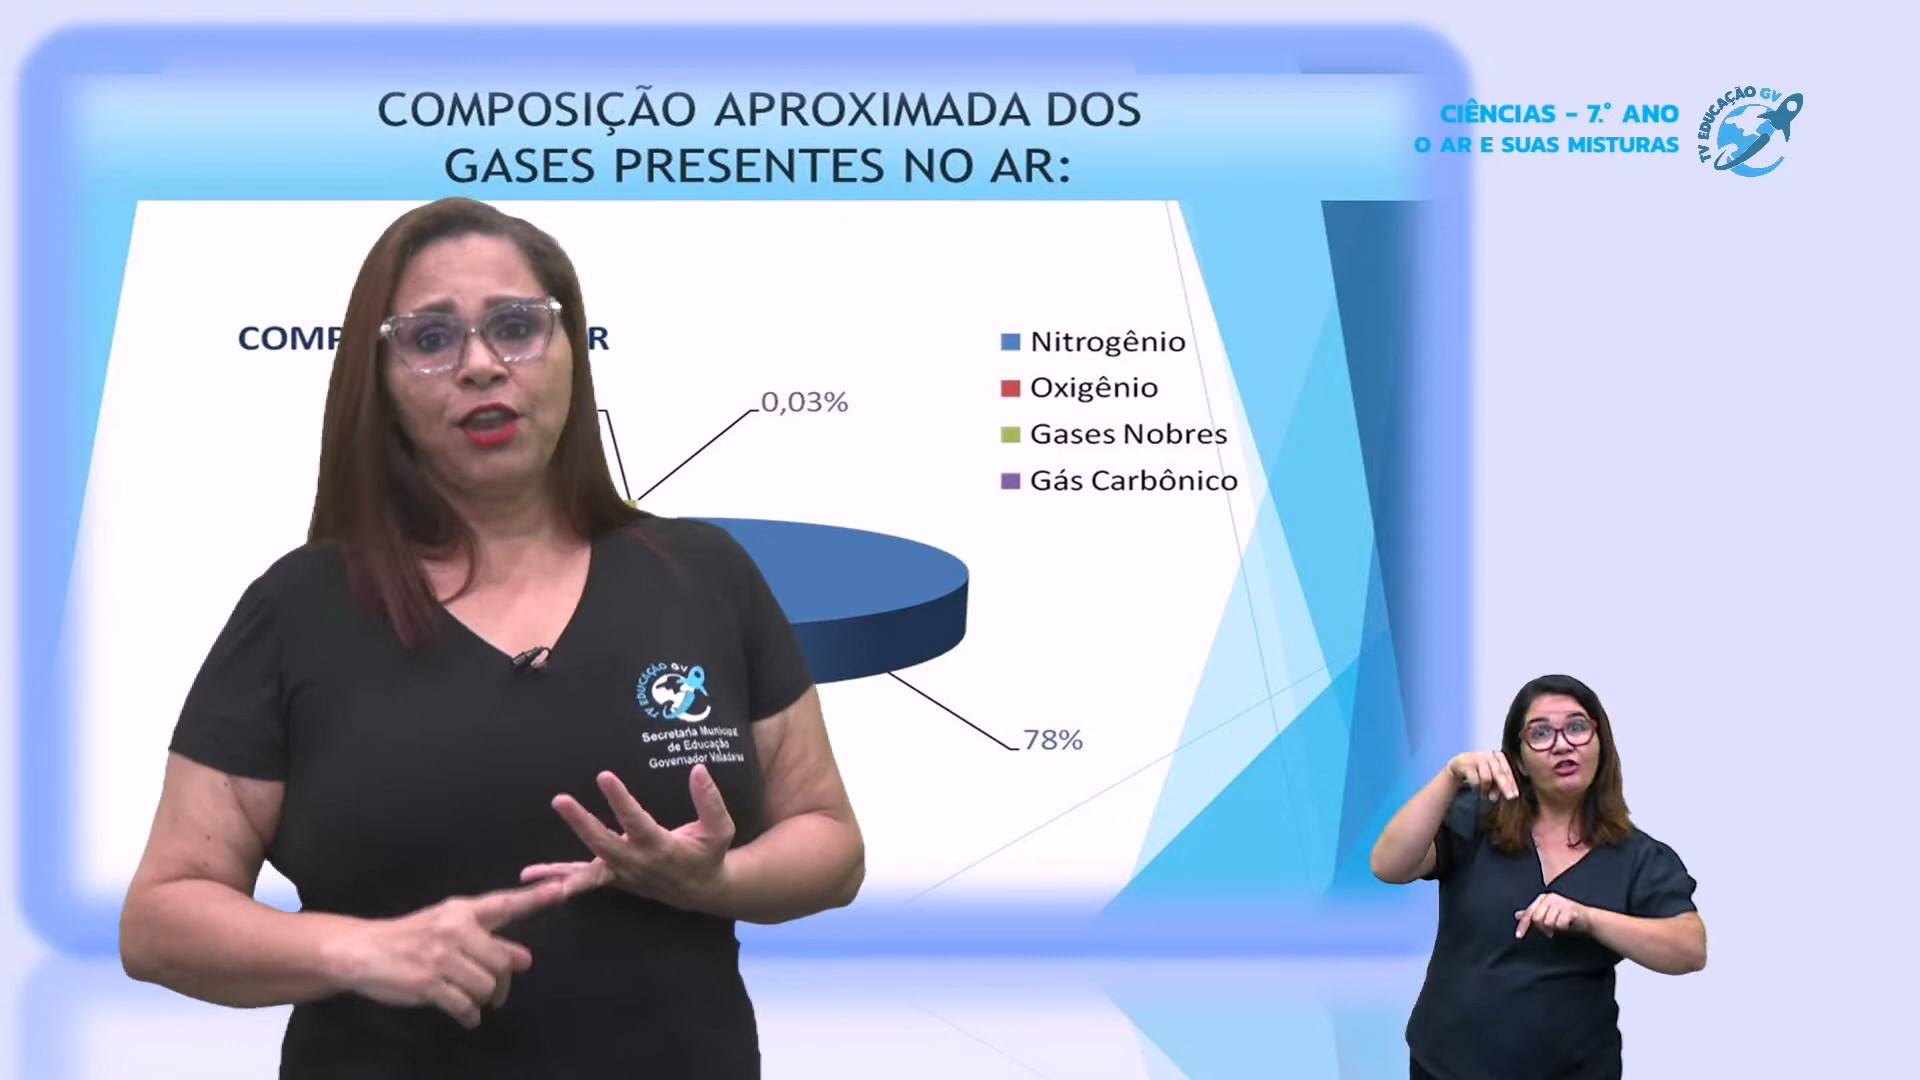 COMPOSIÇÃO APROXIMADA DOS
GASES PRESENTES NO AR:
CIÊNCIAS - 7.º ANO
O AR E SUAS MISTURAS
TV EDUCAÇÃO GV
Nitrogênio
Oxigênio
Gases Nobres
Gás Carbônico
0,03%
78%
TV EDUCAÇÃO GV
Secretaria Municipal
de Educação
Governador Valadares